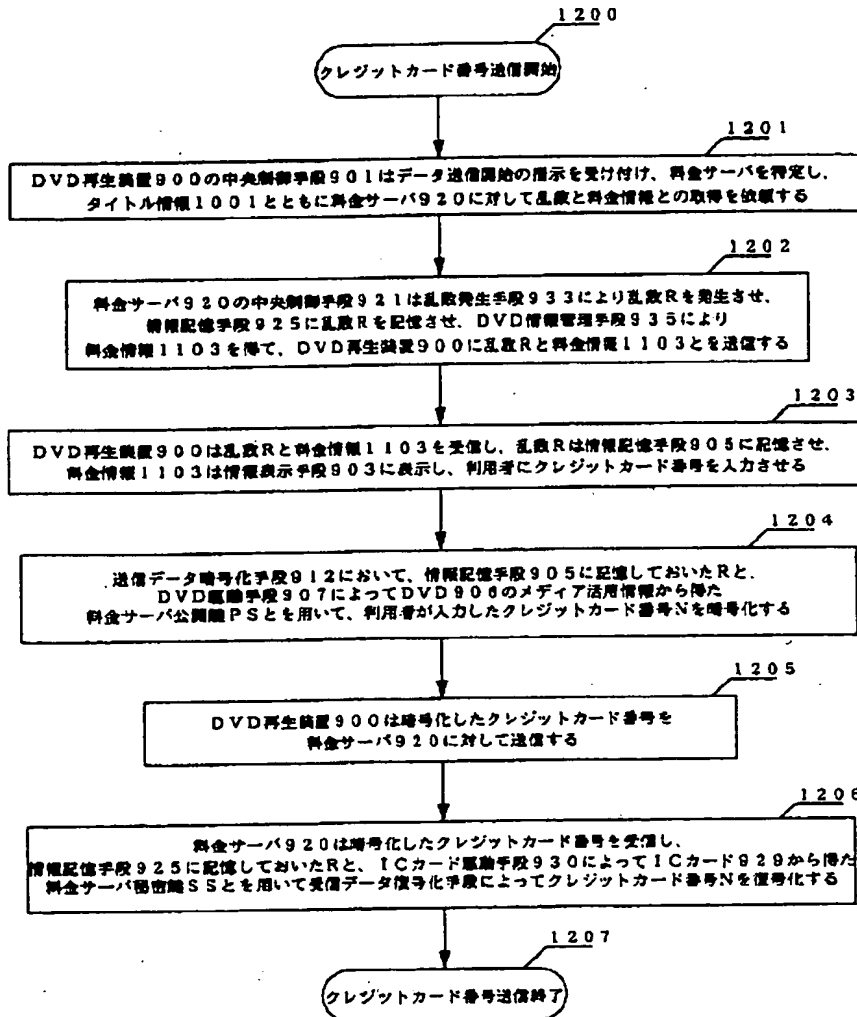 1200
クレジットカード番号送信開始
1201
DVD再生装置900の中央制御手段901はデータ送信開始の指示を受け付け、料金サーバを特定し、
タイトル情報1001とともに料金サーバ920に対して乱数と料金情報との取得を依頼する
1202
料金サーバ920の中央制御手段921は乱数発生手段933により乱数Rを発生させ、
情報記憶手段925に乱数Rを記憶させ、DVD情報管理手段935により
料金情報1103を得て、DVD再生装置900に乱数Rと料金情報1103とを送信する
1203
DVD再生装置900は乱数Rと料金情報1103を受信し、乱数Rは情報記憶手段905に記憶させ、
料金情報1103は情報表示手段903に表示し、利用者にクレジットカード番号を入力させる
1204
送信データ暗号化手段912において、情報記憶手段905に記憶しておいたRと、
DVD駆動手段907によってDVD906のメディア活用情報から得た
料金サーバ公開鍵PSとを用いて、利用者が入力したクレジットカード番号Nを暗号化する
1205
DVD再生装置900は暗号化したクレジットカード番号を
料金サーバ920に対して送信する
1206
料金サーバ920は暗号化したクレジットカード番号を受信し、
情報記憶手段925に記憶しておいたRと、ICカード駆動手段930によってICカード929から得た
料金サーバ秘密鍵SSとを用いて受信データ復号化手段によってクレジットカード番号Nを復号化する
1207
クレジットカード番号送信終了